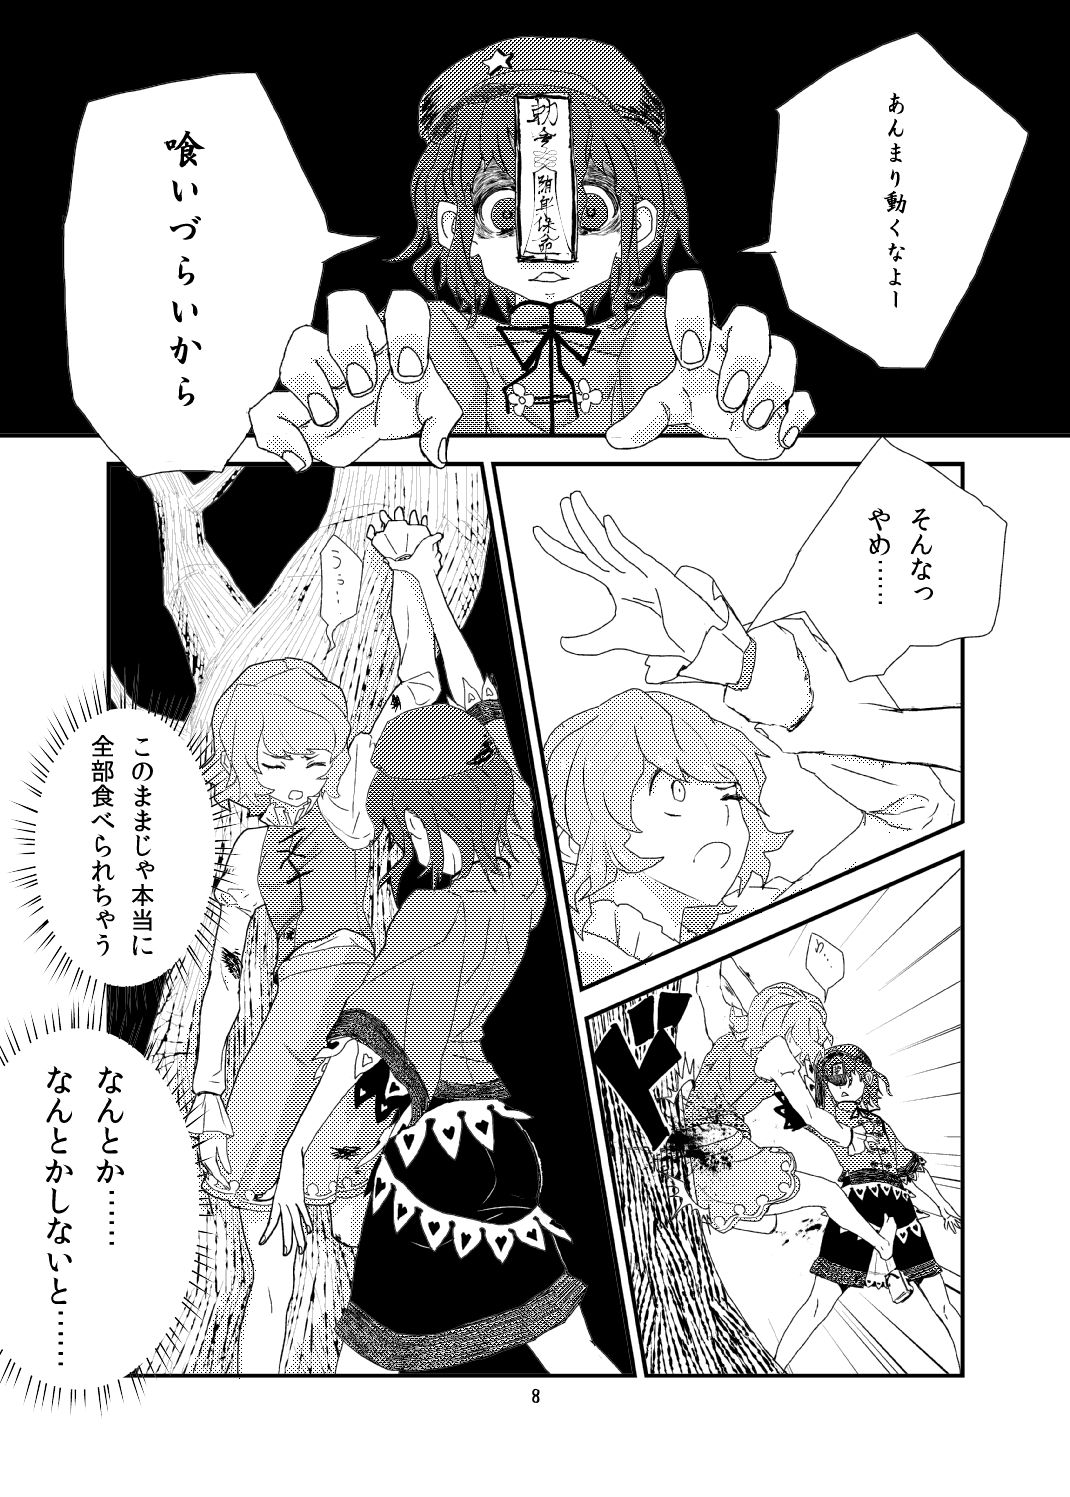 あんまり動くなよー
喰いづらいから
そんなっ
やめ……
うっ…
このままじゃ本当に
全部食べられちゃう
なんとか……
なんとかしないと……
8